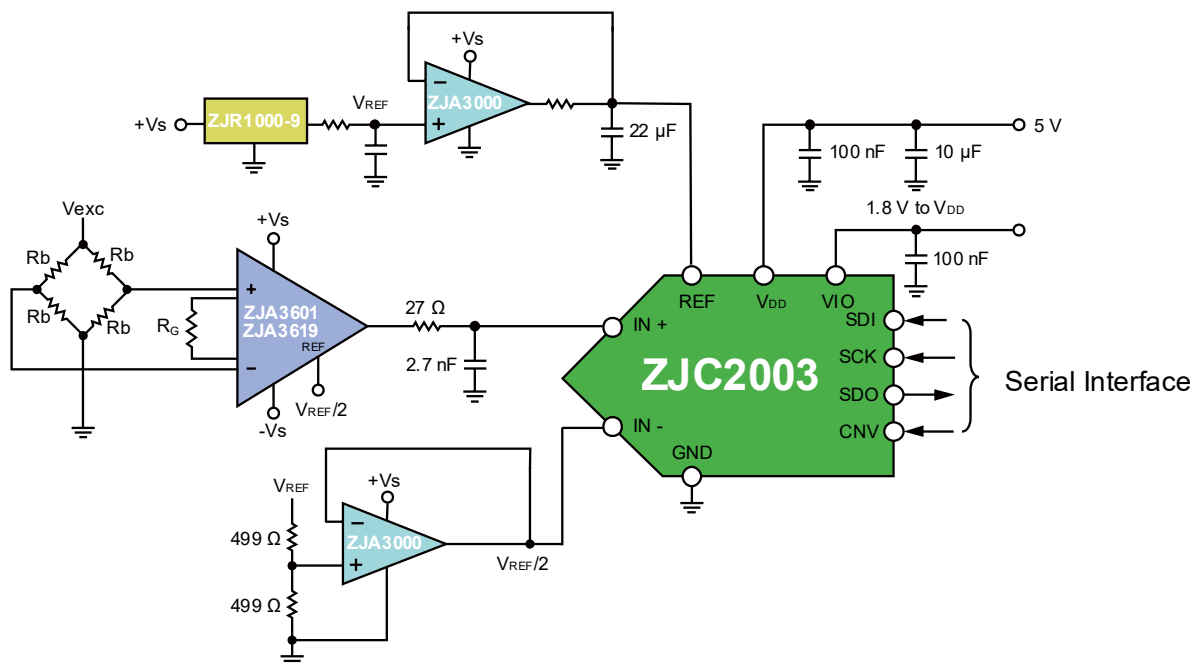 +Vs
ZJR1000-9
VREF
+Vs
−
ZJA3000
+
22 µF
100 nF
10 µF
5 V
1.8 V to VDD
100 nF
Vexc
Rb
Rb
Rb
Rb
RG
+Vs
+
ZJA3601
ZJA3619
REF
−
-Vs
VREF/2
27 Ω
2.7 nF
REF
VDD
VIO
IN +
IN -
ZJC2003
SDI
SCK
SDO
CNV
GND
Serial Interface
VREF
499 Ω
499 Ω
+Vs
−
ZJA3000
+
VREF/2